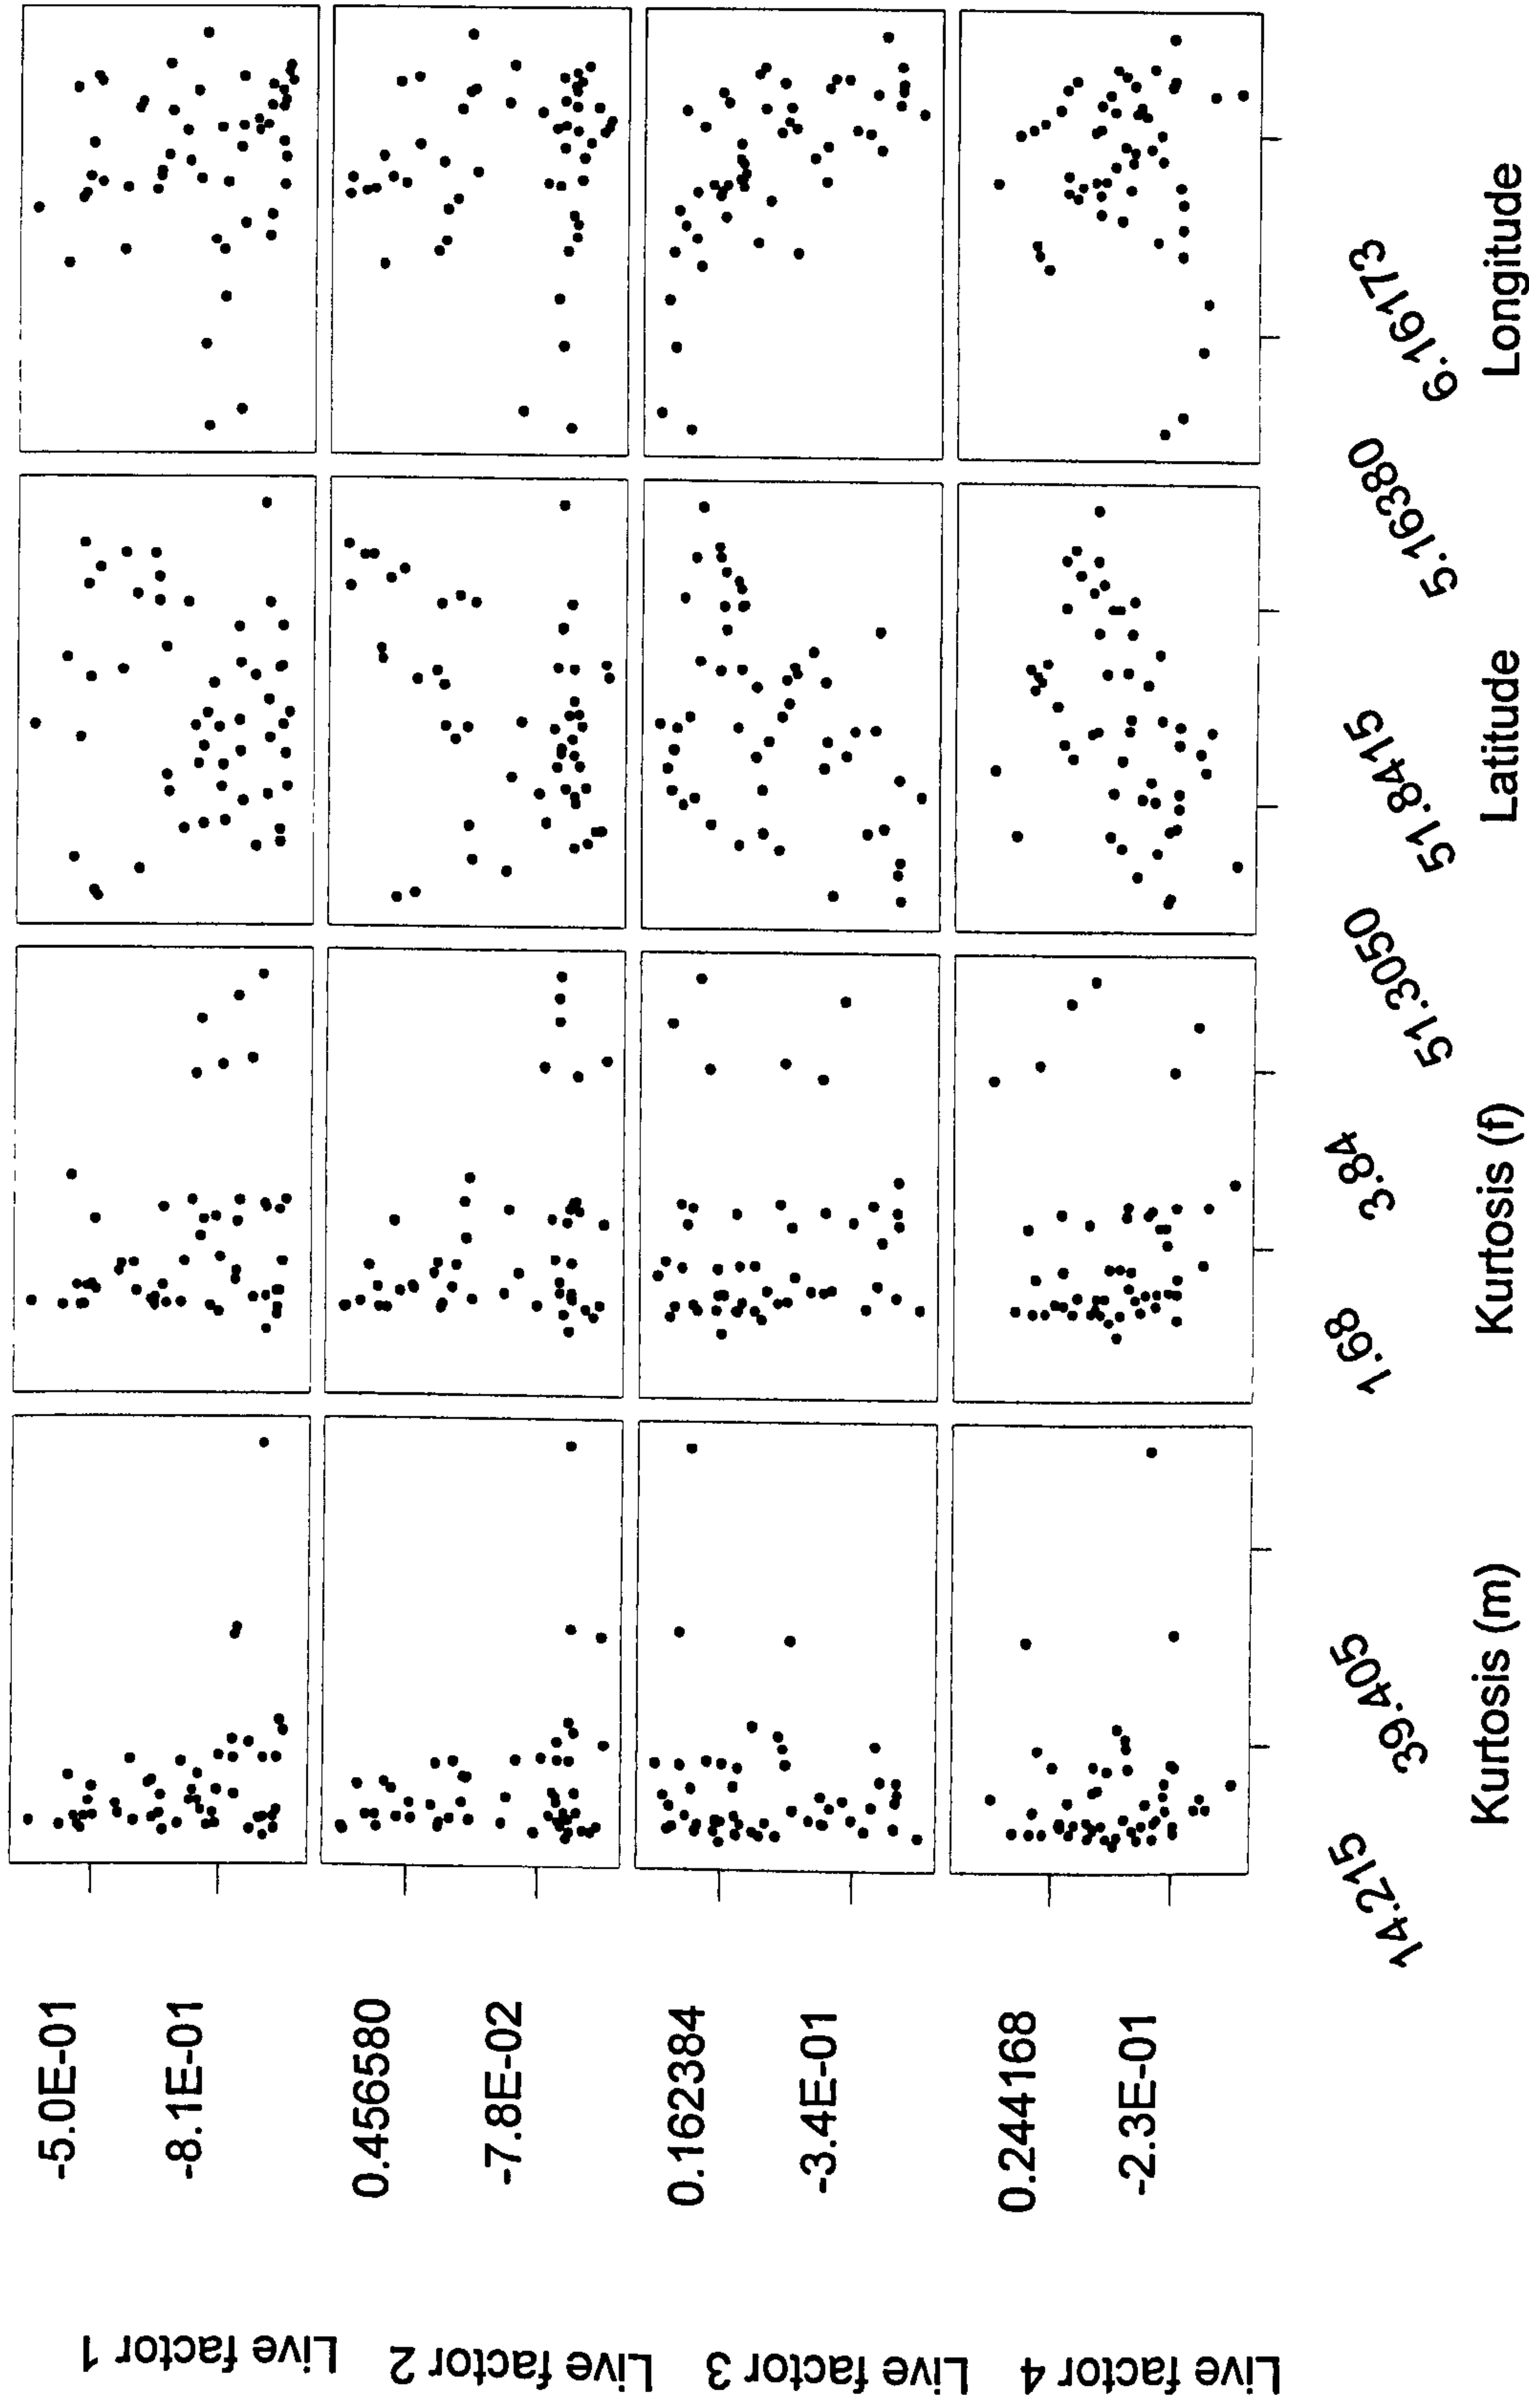 Live factor 1
-5.0E-01
-8.1E-01
Live factor 2
0.456580
-7.8E-02
Live factor 3
0.162384
-3.4E-01
Live factor 4
0.244168
-2.3E-01
14.215
39.405
1.68
3.84
51.3050
51.8415
5.16380
6.16173
Kurtosis (m)
Kurtosis (f)
Latitude
Longitude